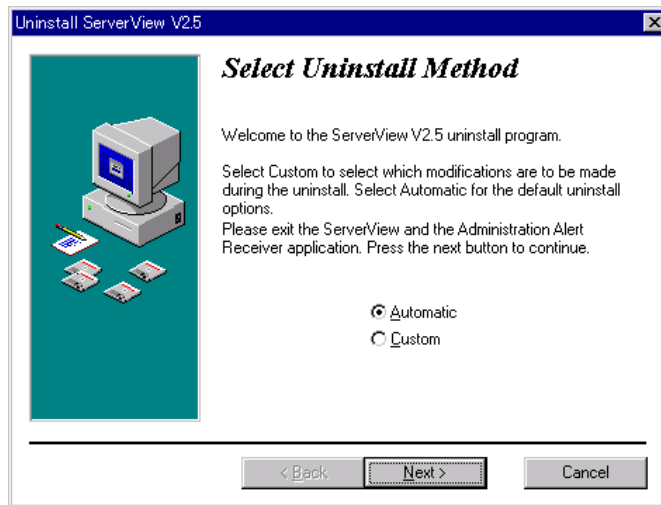 Uninstall ServerView V2.5
Select Uninstall Method
Welcome to the ServerView V2.5 uninstall program.
Select Custom to select which modifications are to be made
during the uninstall. Select Automatic for the default uninstall
options.
Please exit the ServerView and the Administration Alert
Receiver application. Press the next button to continue.
Automatic
Custom
< Back
Next >
Cancel